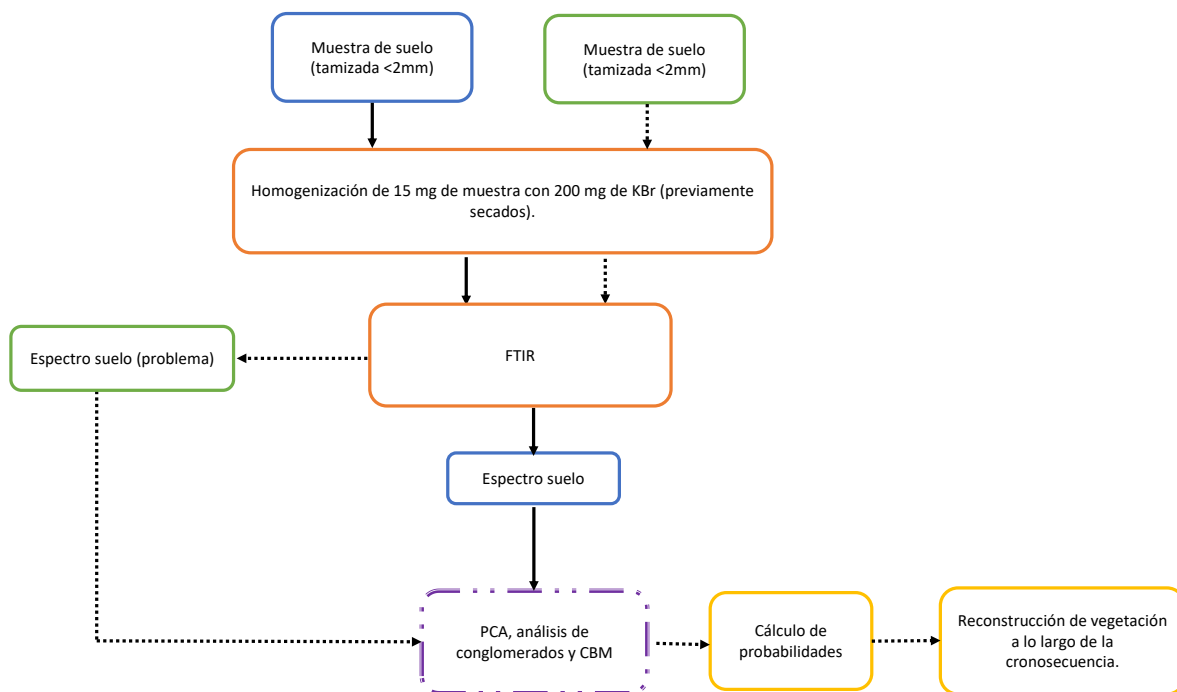 Muestra de suelo
(tamizada <2mm)
Muestra de suelo
(tamizada <2mm)
Homogenización de 15 mg de muestra con 200 mg de KBr (previamente
secados).
FTIR
Espectro suelo (problema)
Espectro suelo
PCA, análisis de
conglomerados y CBM
Cálculo de
probabilidades
Reconstrucción de vegetación
a lo largo de la
cronosecuencia.